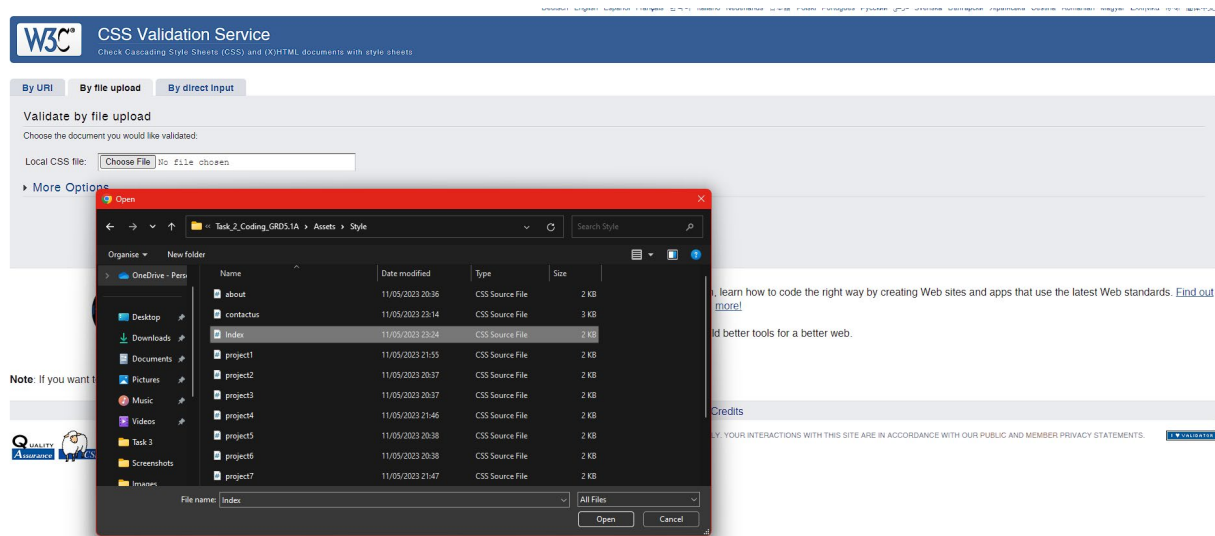 W3C® CSS Validation Service
Check Cascading Style Sheets (CSS) and (X)HTML documents with style sheets
By URI By file upload By direct input
Validate by file upload
Choose the document you would like validated:
Local CSS file: Choose File No file chosen
More Options
Open
« Task_2_Coding_GRD5.1A > Assets > Style Search Style
Organise New folder
OneDrive - Pers Name Date modified Type Size
about 11/05/2023 20:36 CSS Source File 2 KB
Desktop contactus 11/05/2023 23:14 CSS Source File 3 KB
Downloads Index 11/05/2023 23:24 CSS Source File 2 KB
Documents project1 11/05/2023 21:55 CSS Source File 2 KB
Pictures project2 11/05/2023 20:37 CSS Source File 2 KB
Music project3 11/05/2023 20:37 CSS Source File 2 KB
Videos project4 11/05/2023 21:46 CSS Source File 2 KB
Task 3 project5 11/05/2023 20:38 CSS Source File 2 KB
Screenshots project6 11/05/2023 20:38 CSS Source File 2 KB
Images project7 11/05/2023 21:47 CSS Source File 2 KB
File name: Index All Files
Open Cancel
, learn how to code the right way by creating Web sites and apps that use the latest Web standards. Find out
more!
ld better tools for a better web.
Note: If you want t
Credits
QUALITY Assurance CSS
LY. YOUR INTERACTIONS WITH THIS SITE ARE IN ACCORDANCE WITH OUR PUBLIC AND MEMBER PRIVACY STATEMENTS.
I ♥ VALIDATOR